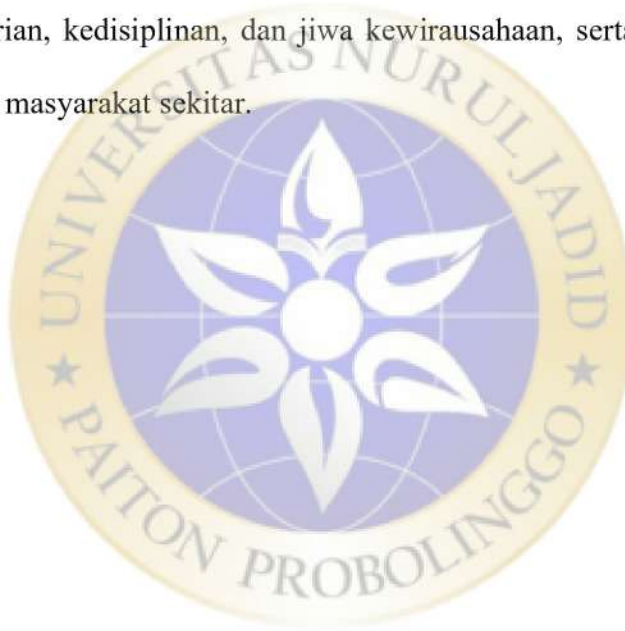 rian, kedisiplinan, dan jiwa kewirausahaan, serta
masyarakat sekitar.
UNIVERSITAS NURUL JADID
★ PAITON PROBOLINGGO ★